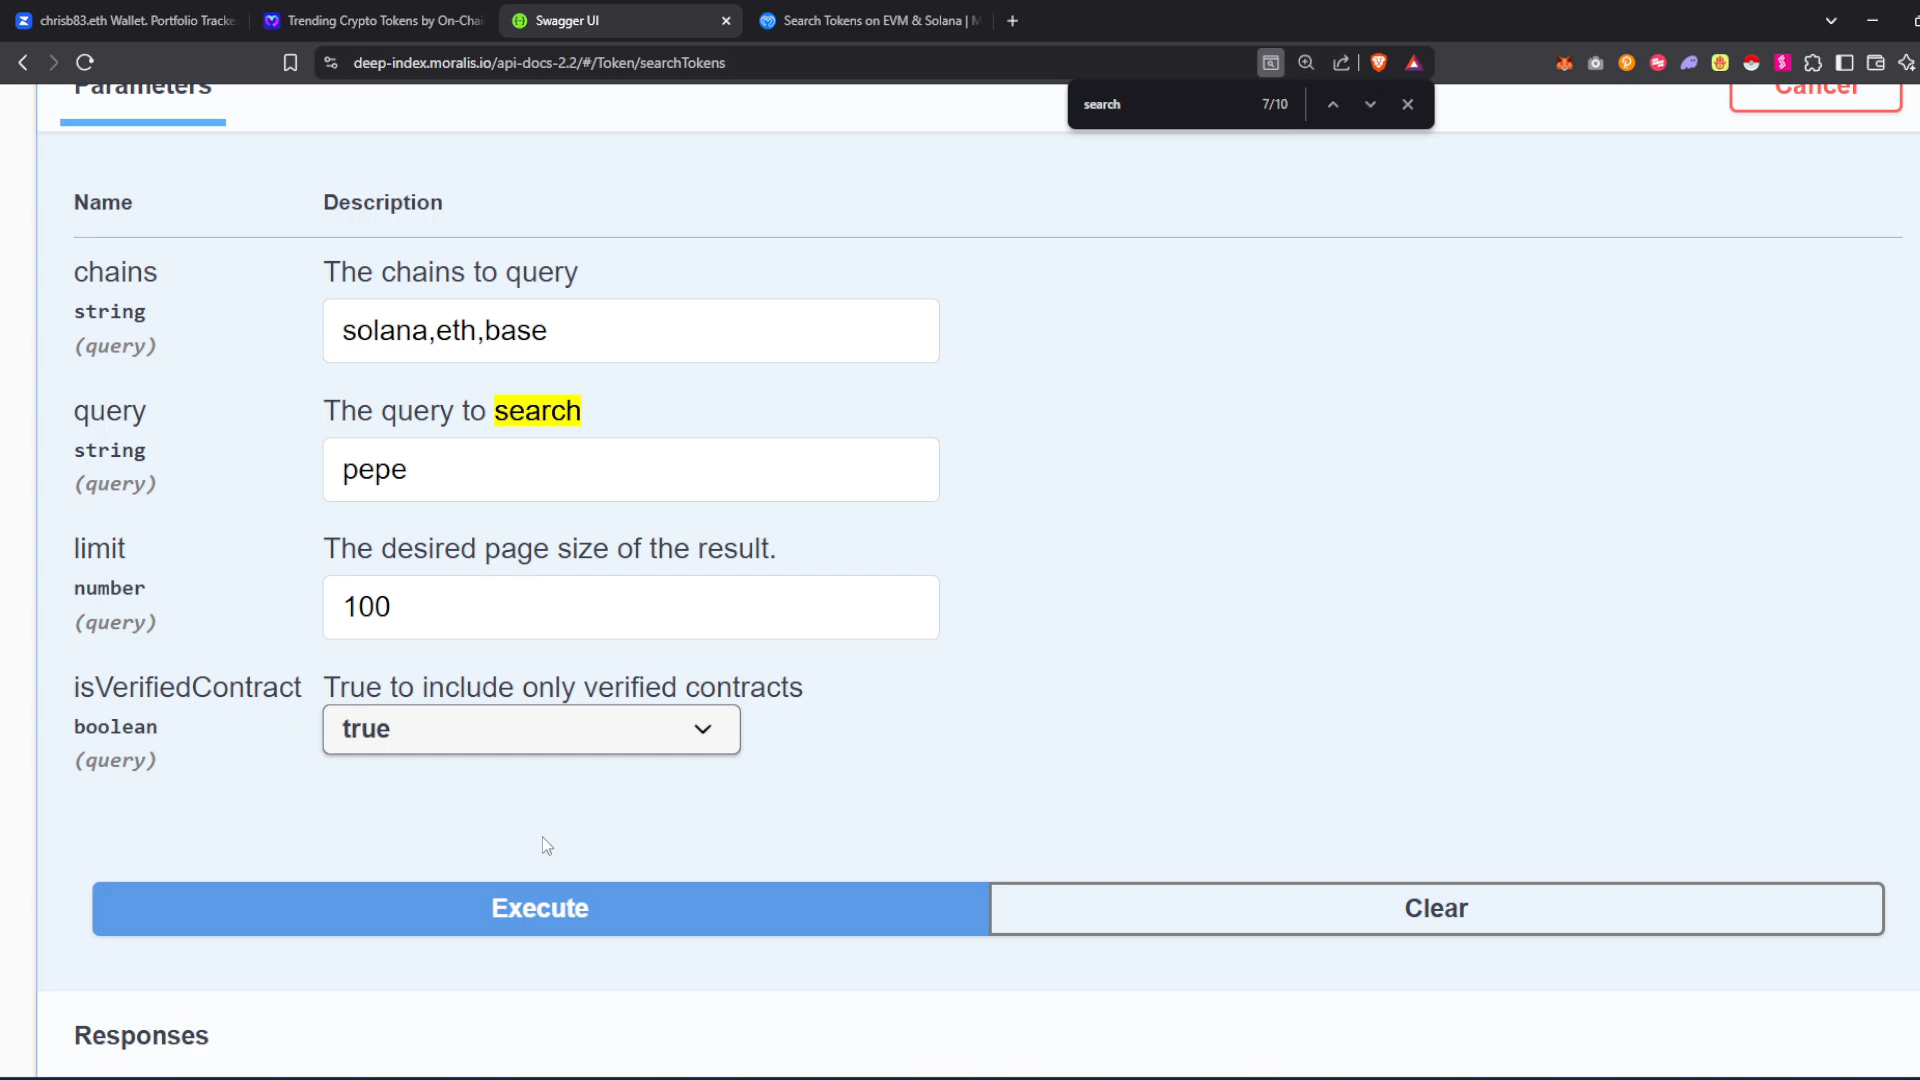 chrisb83.eth Wallet. Portfolio Tracke
Trending Crypto Tokens by On-Chai
Swagger UI
Search Tokens on EVM & Solana | M
deep-index.moralis.io/api-docs-2.2/#/Token/searchTokens
search
7/10
Parameters
Cancel
Name
Description
chains
The chains to query
string
solana,eth,base
(query)
query
The query to search
string
pepe
(query)
limit
The desired page size of the result.
number
100
(query)
isVerifiedContract
True to include only verified contracts
boolean
true
(query)
Execute
Clear
Responses